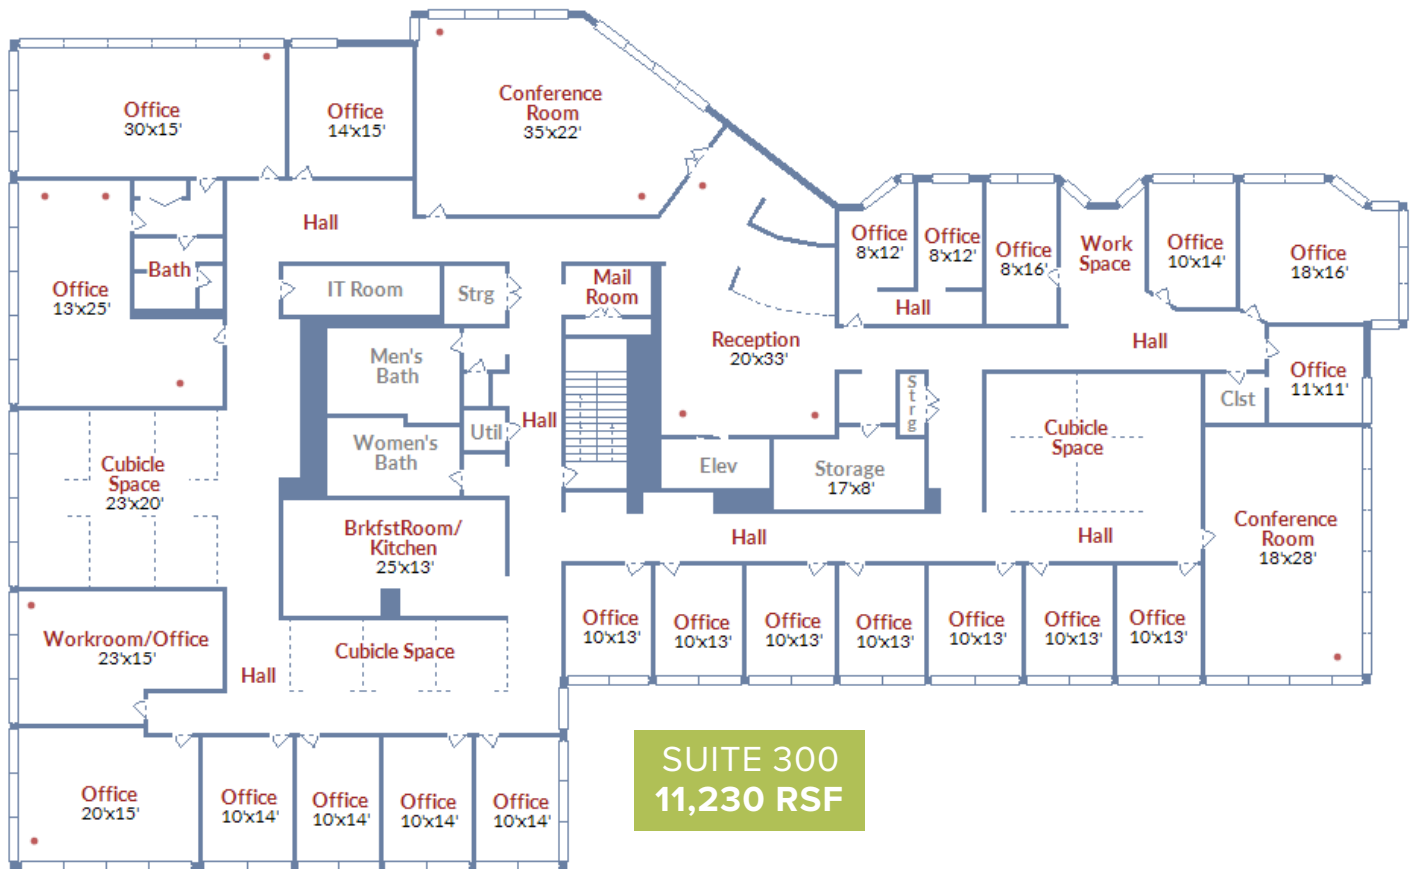 Office
30'x15'
Office
14'x15'
Conference
Room
35'x22'
Hall
Office
8'x12'
Office
8'x12'
Office
8'x16'
Work
Space
Office
10'x14'
Office
18'x16'
Bath
Office
13'x25'
IT Room
Strg
Mail
Room
Hall
Reception
20'x33'
Hall
Men's
Bath
Office
11'x11'
Clst
Strg
Hall
Util
Women's
Bath
Elev
Storage
17'x8'
Cubicle
Space
Cubicle
Space
23'x20'
BrkfstRoom/
Kitchen
25'x13'
Hall
Hall
Conference
Room
18'x28'
Workroom/Office
23'x15'
Cubicle Space
Hall
Office
10'x13'
Office
10'x13'
Office
10'x13'
Office
10'x13'
Office
10'x13'
Office
10'x13'
Office
10'x13'
Office
20'x15'
Office
10'x14'
Office
10'x14'
Office
10'x14'
Office
10'x14'
SUITE 300
11,230 RSF